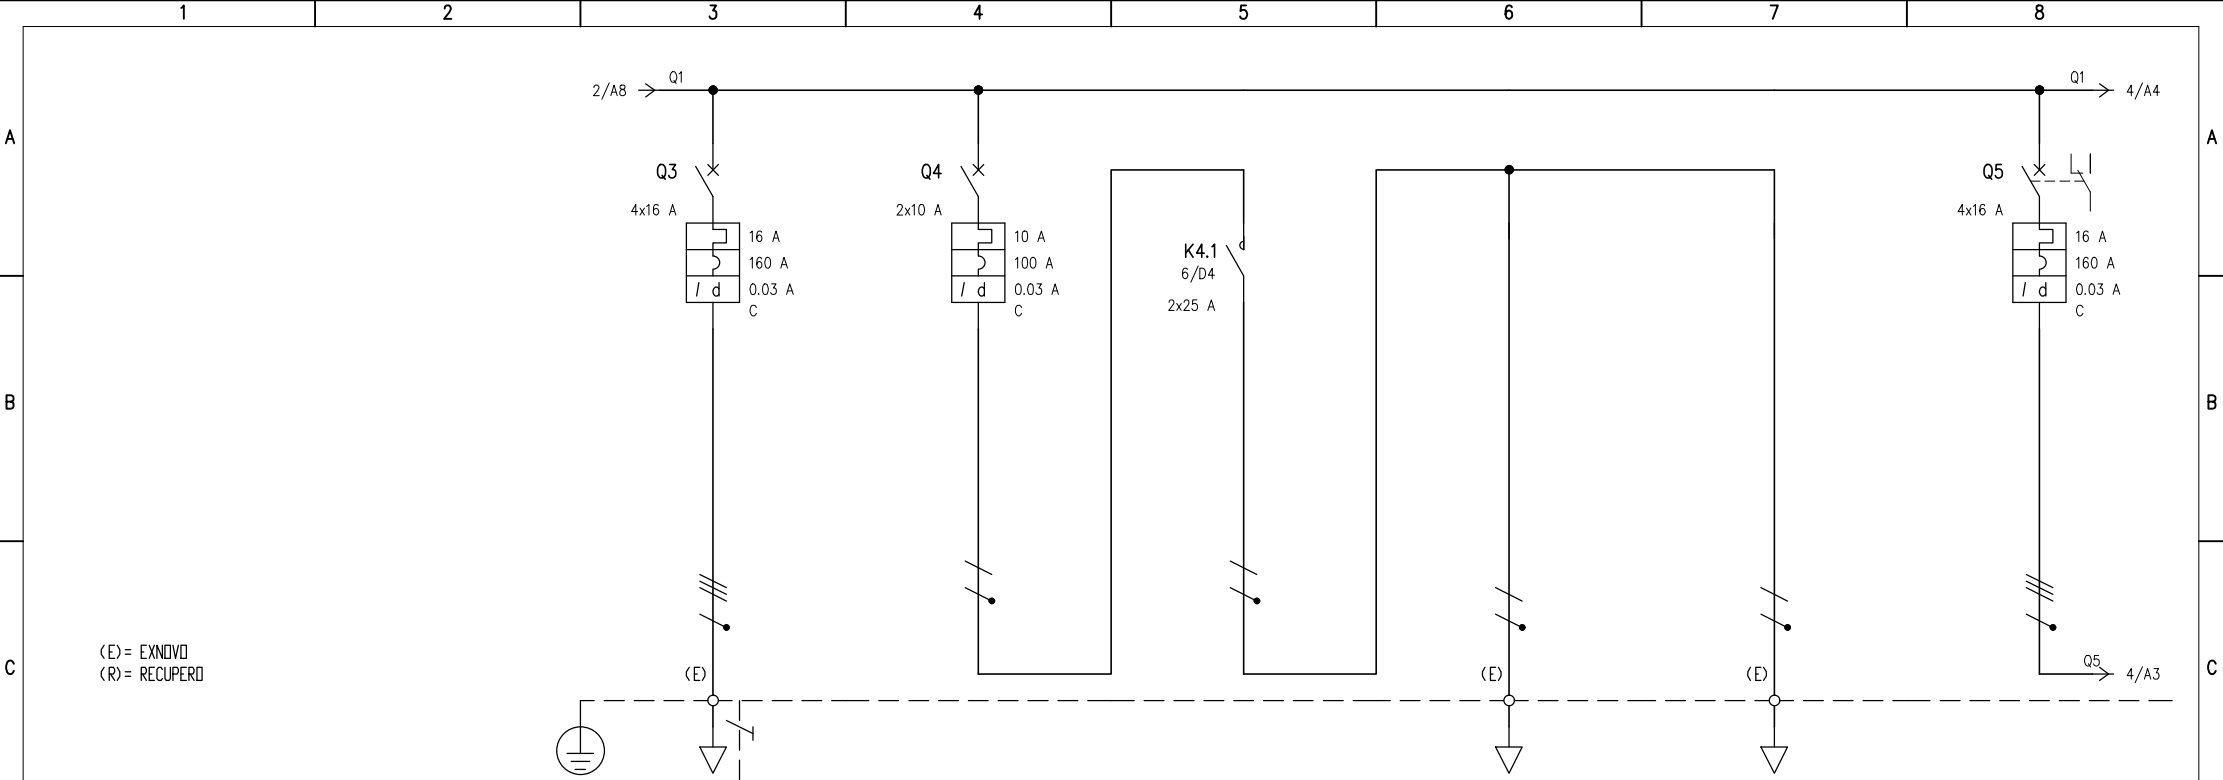 1 2 3 4 5 6 7 8
2/A8 Q1 Q1 4/A4
A A
Q3 Q4 Q5
4x16 A 2x10 A 4x16 A
16 A 10 A 16 A
K4.1
160 A 100 A 160 A
6/D4
I d 0.03 A I d 0.03 A I d 0.03 A
2x25 A
C C C
B B
(E)= EXNOVO
Q5
C C
(R)= RECUPERO (E) (E) (E) 4/A3